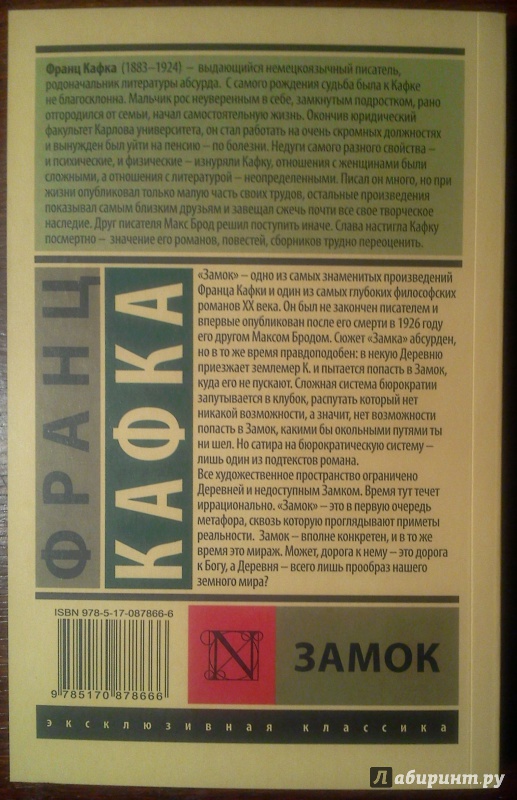 Франц Кафка (1883–1924) – выдающийся немецкоязычный писатель,
родоначальник литературы абсурда. С самого рождения судьба была к Кафке
не благосклонна. Мальчик рос неуверенным в себе, замкнутым подростком, рано
отгородился от семьи, начал самостоятельную жизнь. Окончив юридический
факультет Карлова университета, он стал работать на очень скромных должностях
и вынужден был уйти на пенсию – по болезни. Недуги самого разного свойства –
и психические, и физические – изнуряли Кафку, отношения с женщинами были
сложными, а отношения с литературой – неопределенными. Писал он много, но при
жизни опубликовал только малую часть своих трудов, остальные произведения
показывал самым близким друзьям и завещал сжечь почти все свое творческое
наследие. Друг писателя Макс Брод решил поступить иначе. Слава настигла Кафку
посмертно – значение его романов, повестей, сборников трудно переоценить.
ФРАНЦ
КАФКА
«Замок» – одно из самых знаменитых произведений
Франца Кафки и один из самых глубоких философских
романов XX века. Он был не закончен писателем и
впервые опубликован после его смерти в 1926 году
его другом Максом Бродом. Сюжет «Замка» абсурден,
но в то же время правдоподобен: в некую Деревню
приезжает землемер К. и пытается попасть в Замок,
куда его не пускают. Сложная система бюрократии
запутывается в клубок, распутать который нет
никакой возможности, а значит, нет возможности
попасть в Замок, какими бы окольными путями ты
ни шел. Но сатира на бюрократическую систему –
лишь один из подтекстов романа.
Все художественное пространство ограничено
Деревней и недоступным Замком. Время тут течет
иррационально. «Замок» – это в первую очередь
метафора, сквозь которую проглядывают приметы
реальности. Замок – вполне конкретен, и в то же
время это мираж. Может, дорога к нему – это дорога
к Богу, а Деревня – всего лишь прообраз нашего
земного мира?
ISBN 978-5-17-087866-6
9 785170 878666
N
ЗАМОК
эксклюзивная классика
Лабиринт.ру